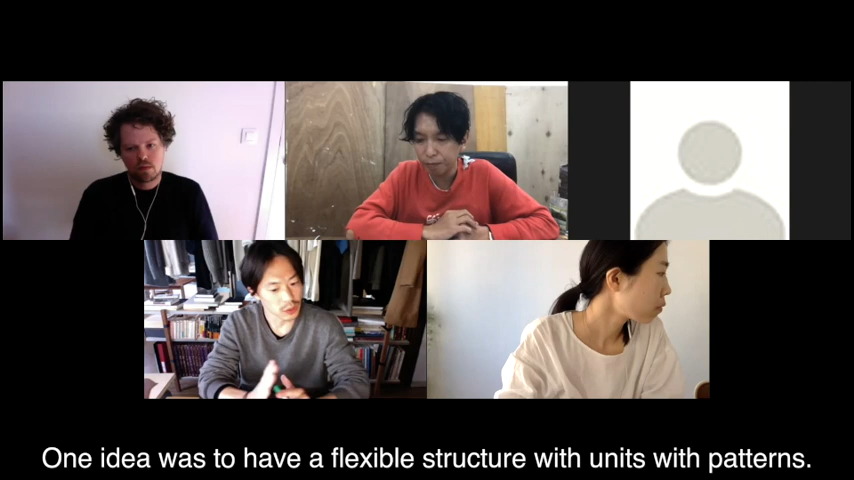 One idea was to have a flexible structure with units with patterns.